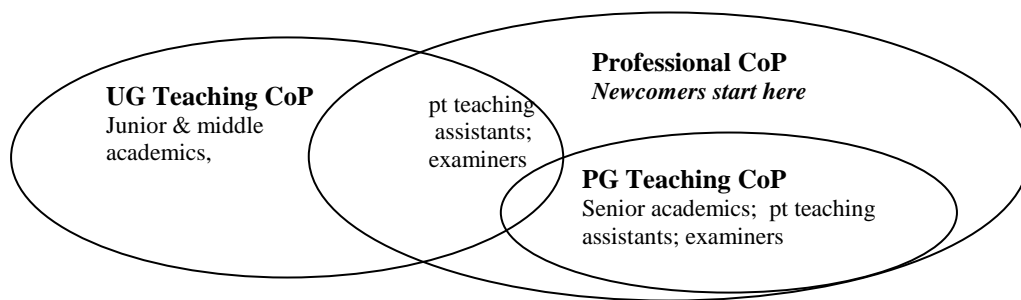 UG Teaching CoP
Junior & middle
academics,
pt teaching
assistants;
examiners
Professional CoP
Newcomers start here
PG Teaching CoP
Senior academics; pt teaching
assistants; examiners